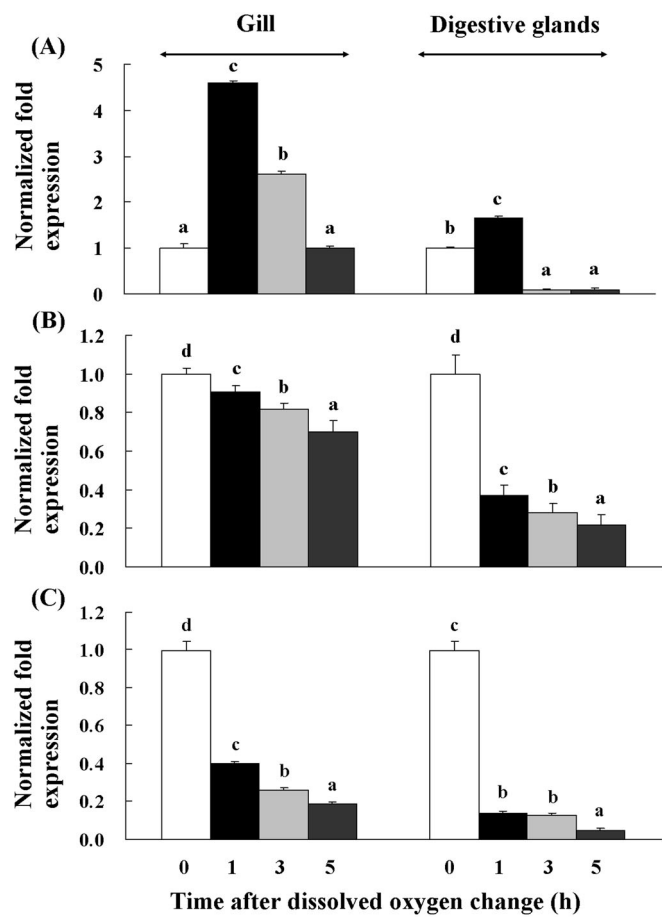 Gill Digestive glands
(A)
Normalized fold
expression
5
4
3
2
1
0
a c b a b c a a
(B)
Normalized fold
expression
1.2
1.0
0.8
0.6
0.4
0.2
0.0
d c b a d c b a
(C)
Normalized fold
expression
1.2
1.0
0.8
0.6
0.4
0.2
0.0
d c b a c b b a
0 1 3 5 0 1 3 5
Time after dissolved oxygen change (h)